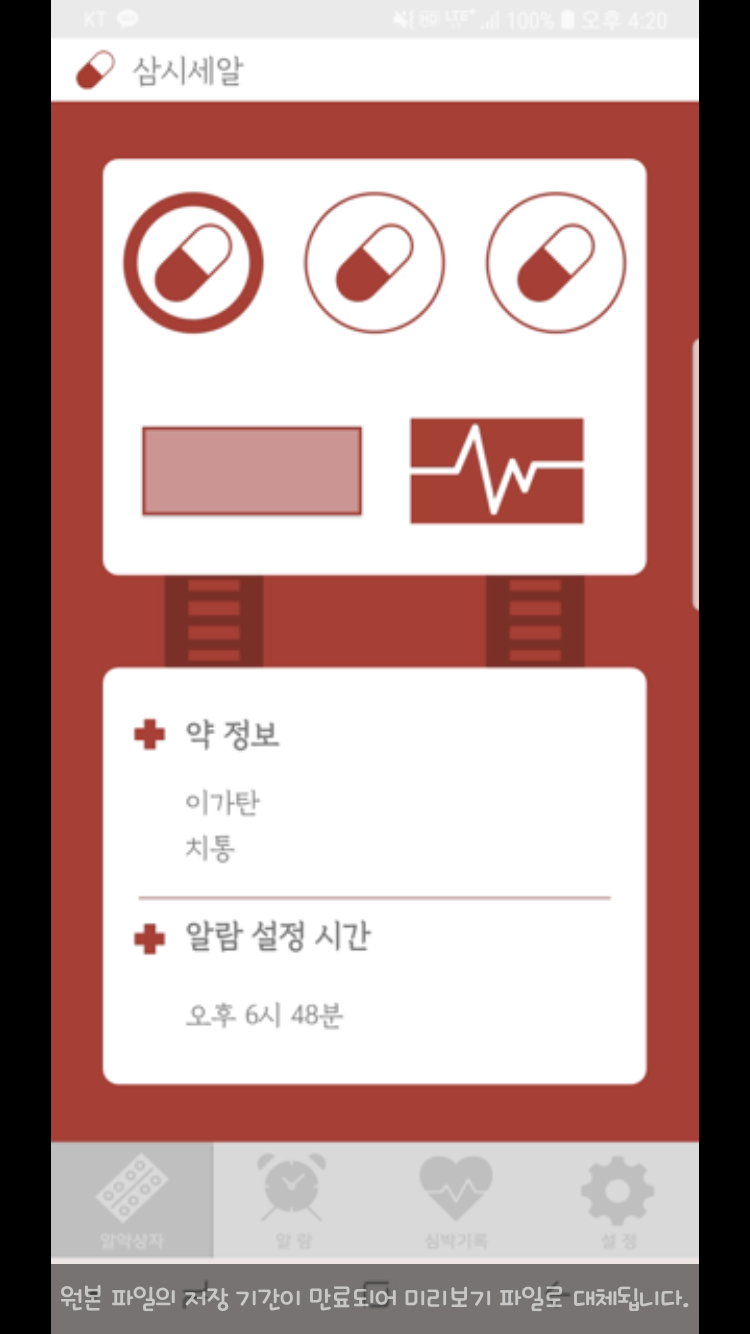 KT LTE+ 100% 오후 4:20
삼시세알
약 정보
이가탄
치통
알람 설정 시간
오후 6시 48분
알약상자 알 람 심박기록 설 정
원본 파일의 저장 기간이 만료되어 미리보기 파일로 대체됩니다.